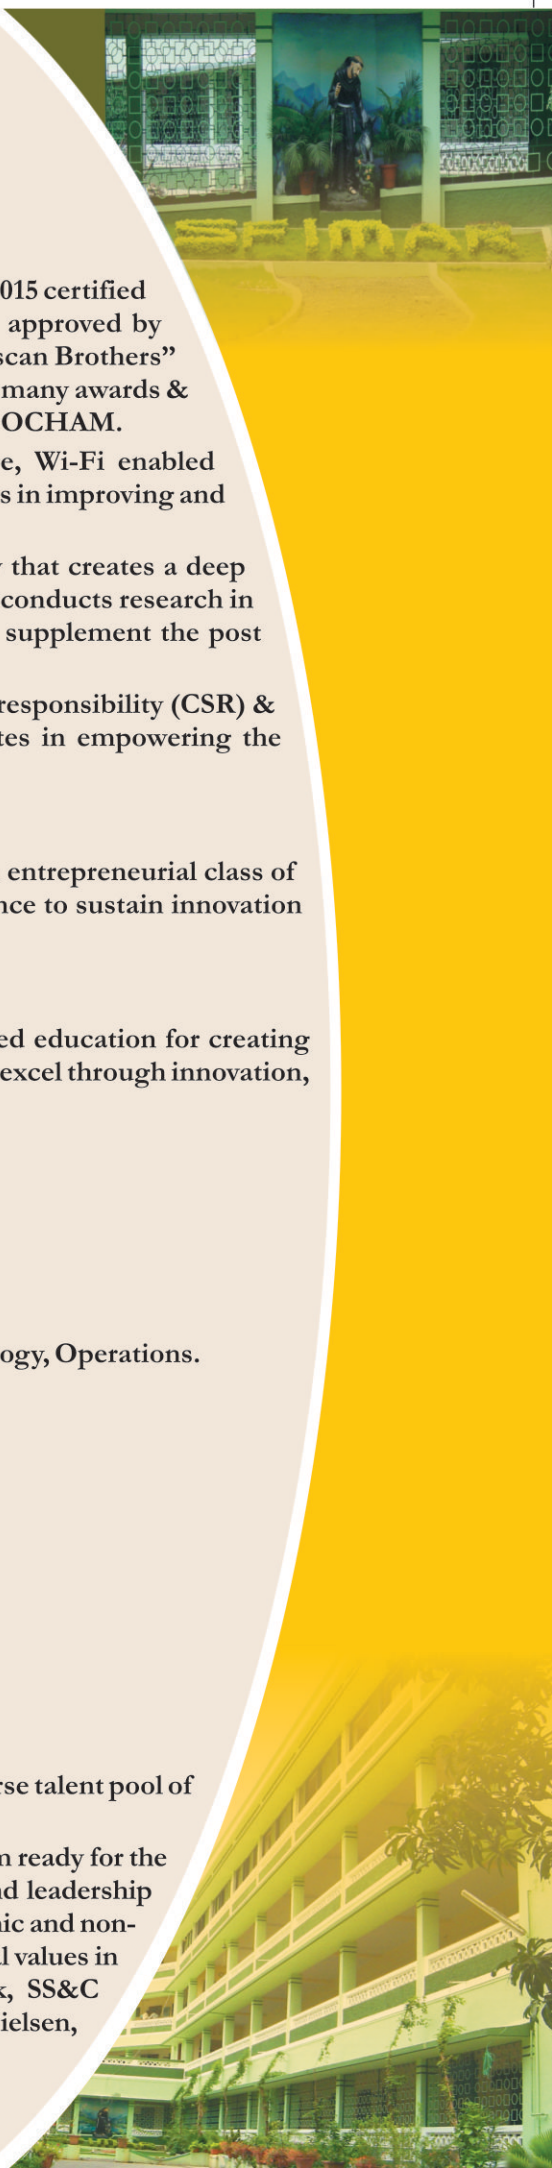 SFIMAR
015 certified
approved by
scan Brothers”
many awards &
OCHAM.
e, Wi-Fi enabled
s in improving and
that creates a deep
conducts research in
supplement the post
responsibility (CSR) &
tes in empowering the
entrepreneurial class of
nce to sustain innovation
ed education for creating
excel through innovation,
ogy, Operations.
rse talent pool of
n ready for the
nd leadership
nic and non-
l values in
k, SS&C
ielsen,